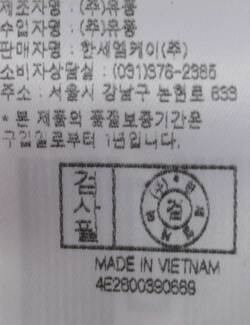 제조자명 : (주)유풍
수입자명 : (주)유풍
판매자명 : 한세엠케이(주)
소비자상담실 : (031)376-2385
주소 : 서울시 강남구 논현로 633
* 본 제품의 품질보증기간은
구입일로부터 1년입니다.
검사필
MADE IN VIETNAM
4E2800390689